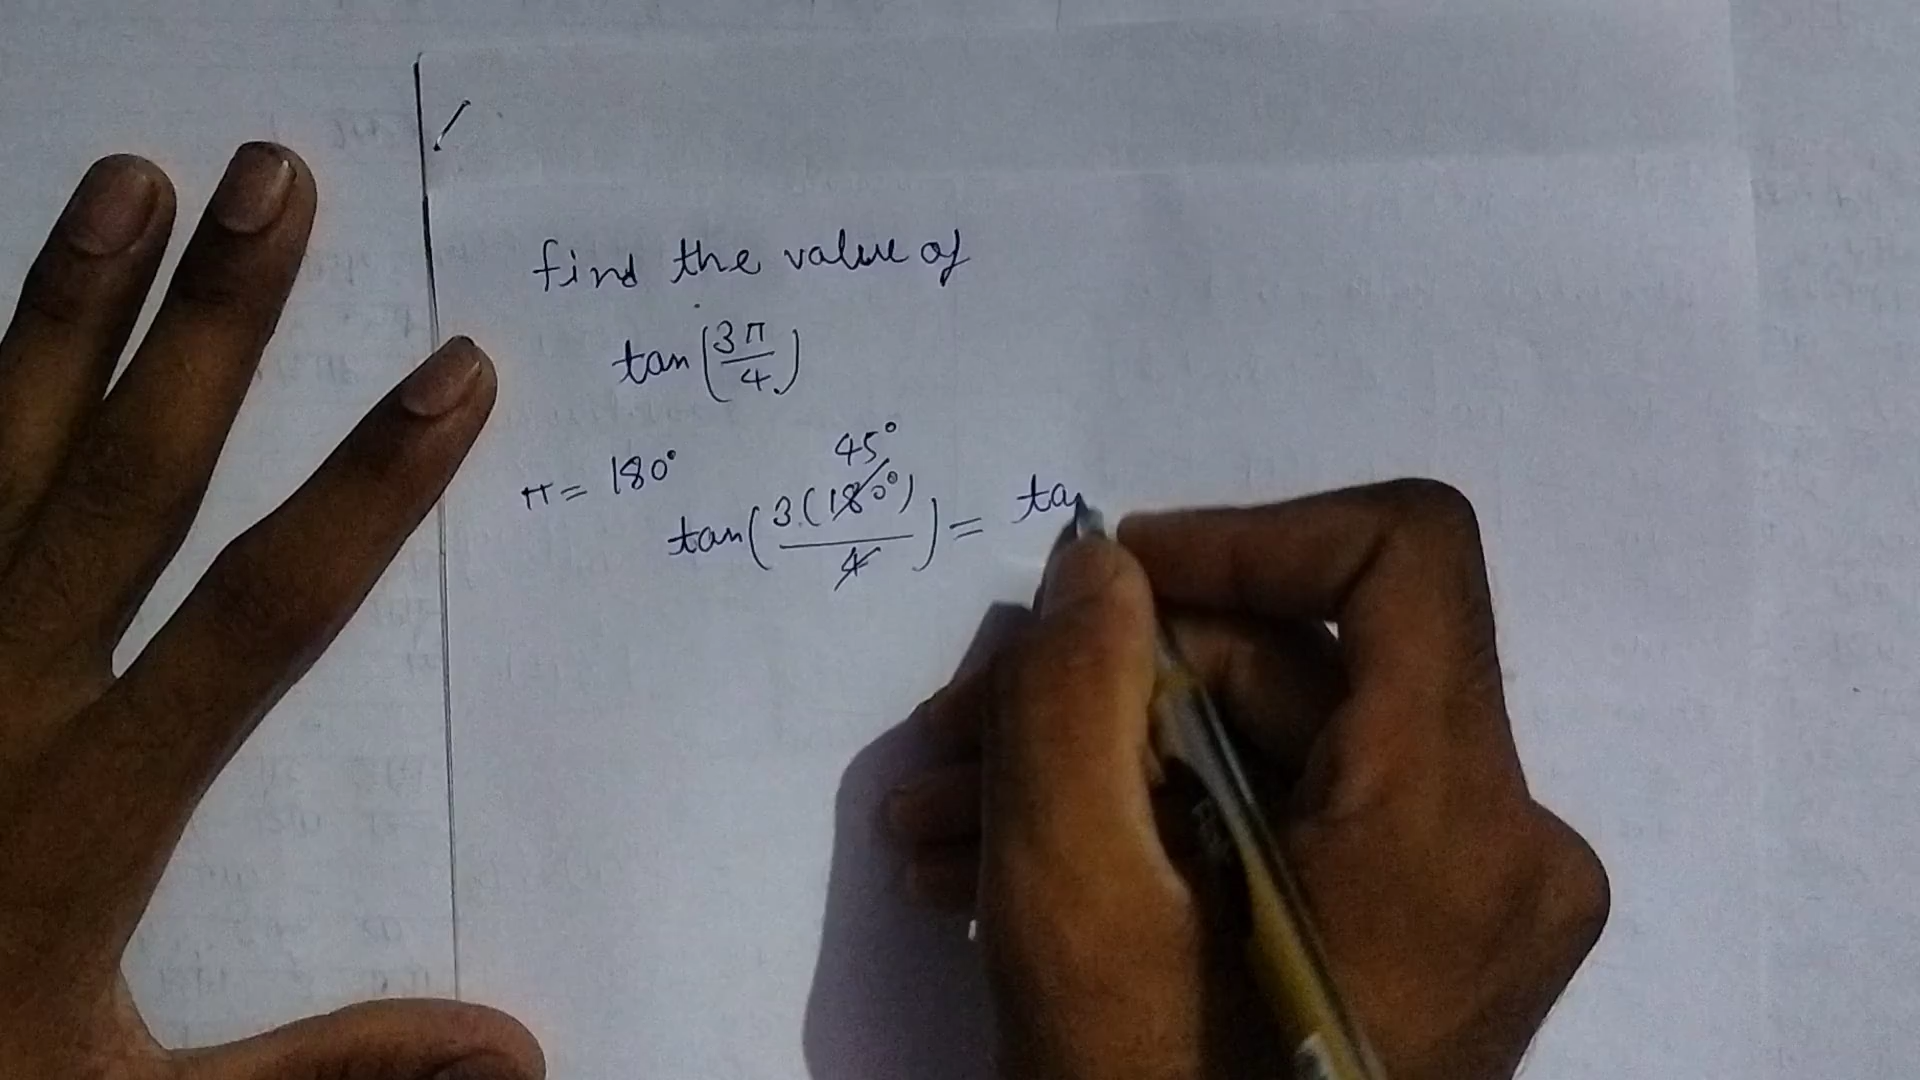 find the value of
tan(3π/4)
π = 180°
45°
tan(3(180°)/4) = ta